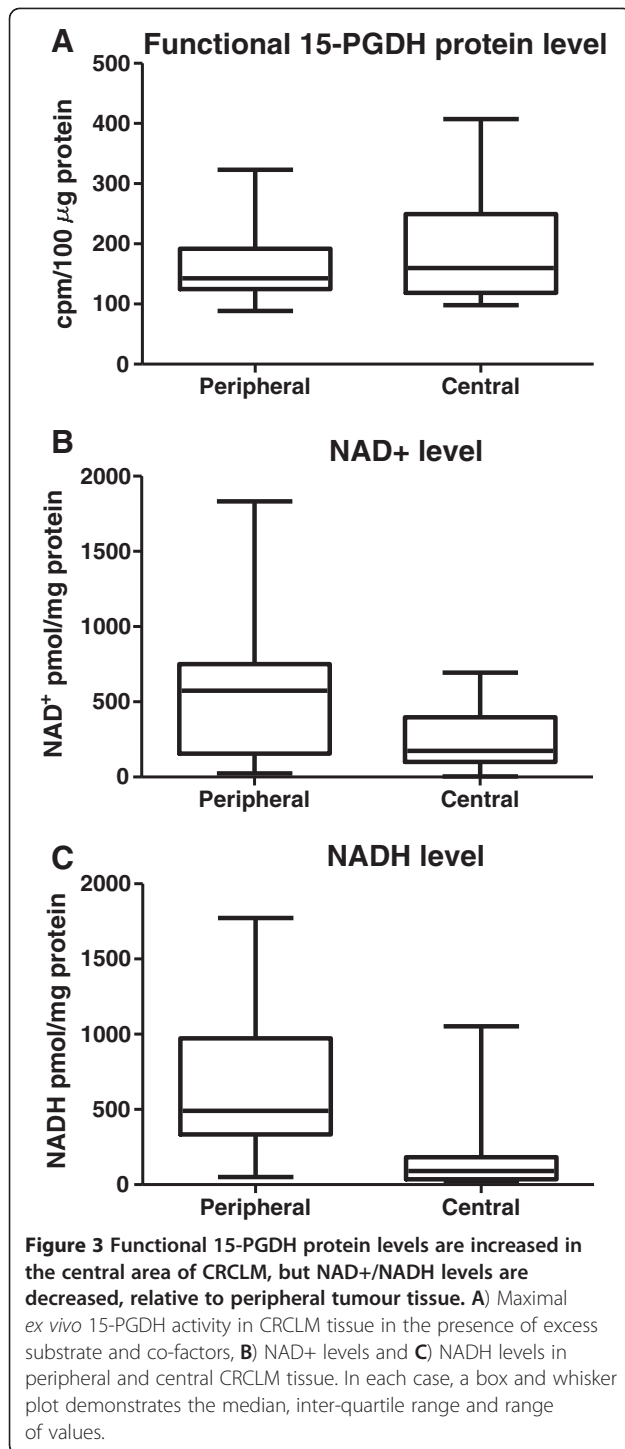 A Functional 15-PGDH protein level
500
400
300
200
100
0
cpm/100 µg protein
Peripheral Central
B NAD+ level
2000
1500
1000
500
0
NAD⁺ pmol/mg protein
Peripheral Central
C NADH level
2000
1500
1000
500
0
NADH pmol/mg protein
Peripheral Central
Figure 3 Functional 15-PGDH protein levels are increased in
the central area of CRCLM, but NAD+/NADH levels are
decreased, relative to peripheral tumour tissue. A) Maximal
ex vivo 15-PGDH activity in CRCLM tissue in the presence of excess
substrate and co-factors, B) NAD+ levels and C) NADH levels in
peripheral and central CRCLM tissue. In each case, a box and whisker
plot demonstrates the median, inter-quartile range and range
of values.